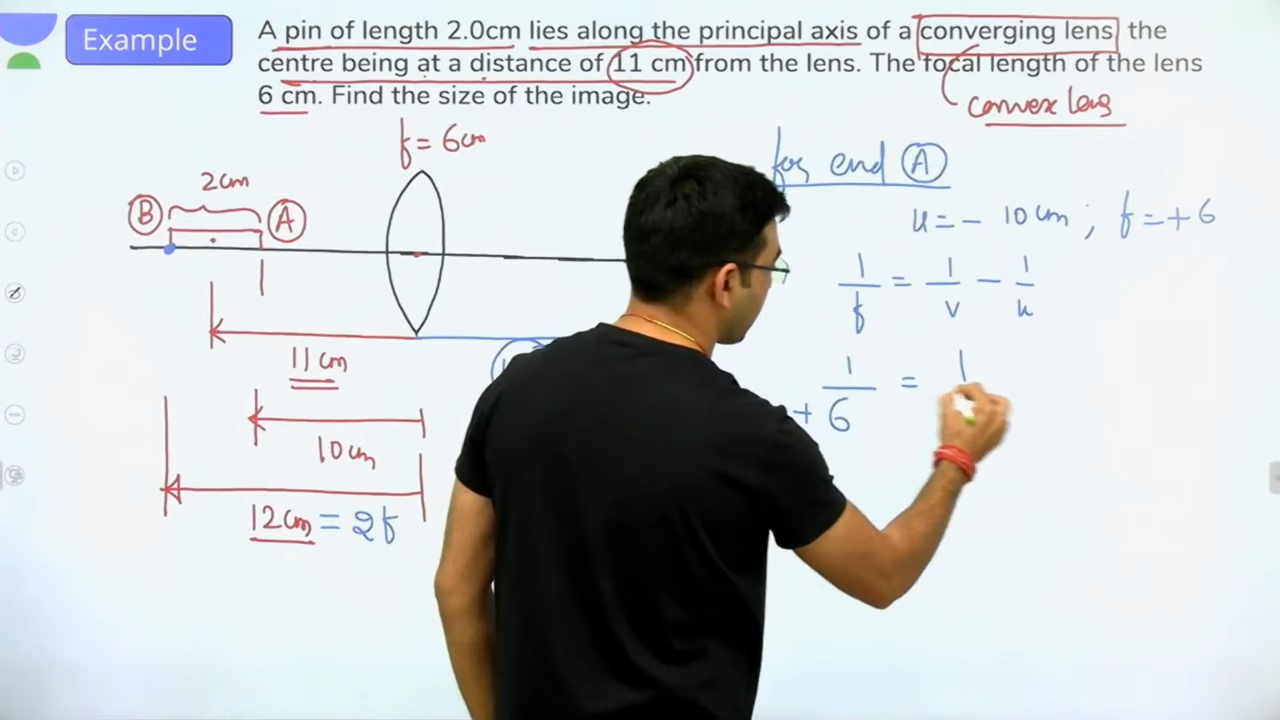 Example
A pin of length 2.0cm lies along the principal axis of a converging lens, the
centre being at a distance of 11 cm from the lens. The focal length of the lens
6 cm. Find the size of the image.
convex lens
f = 6cm
2cm
B A
11 cm
10cm
12cm = 2f
for end A
u = - 10cm ; f = + 6
1/f = 1/v - 1/u
+ 1/6 = 1